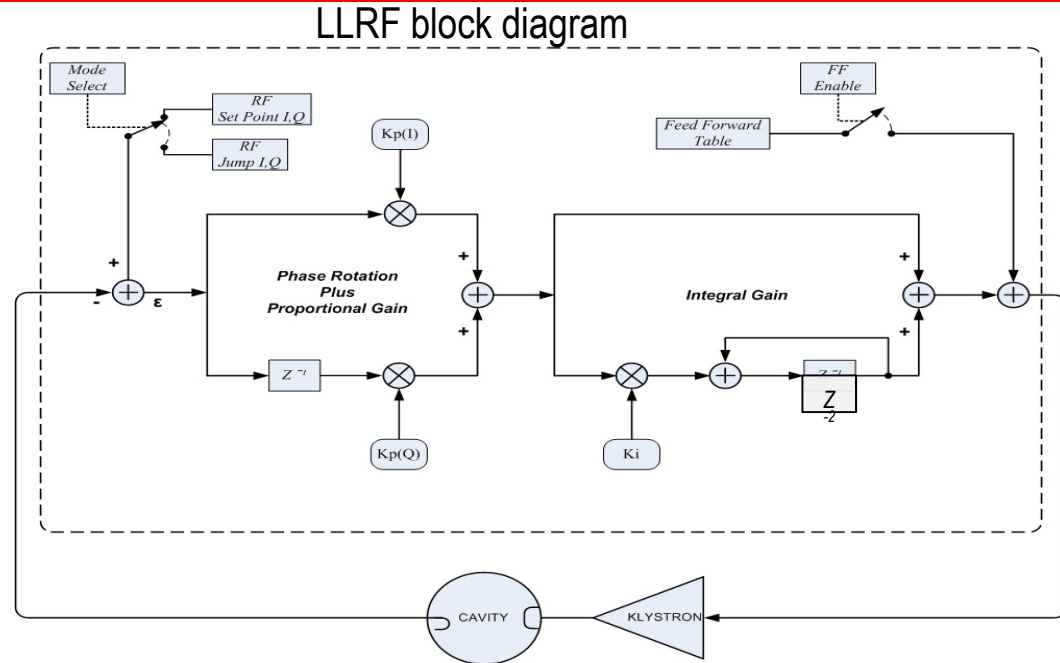 LLRF block diagram
Mode
Select
RF
Set Point I,Q
RF
Jump I,Q
Kp(I)
FF
Enable
Feed Forward
Table
+
-
ε
Phase Rotation
Plus
Proportional Gain
+
+
Integral Gain
+
+
Z⁻¹
Kp(Q)
Ki
Z
-2
CAVITY
KLYSTRON